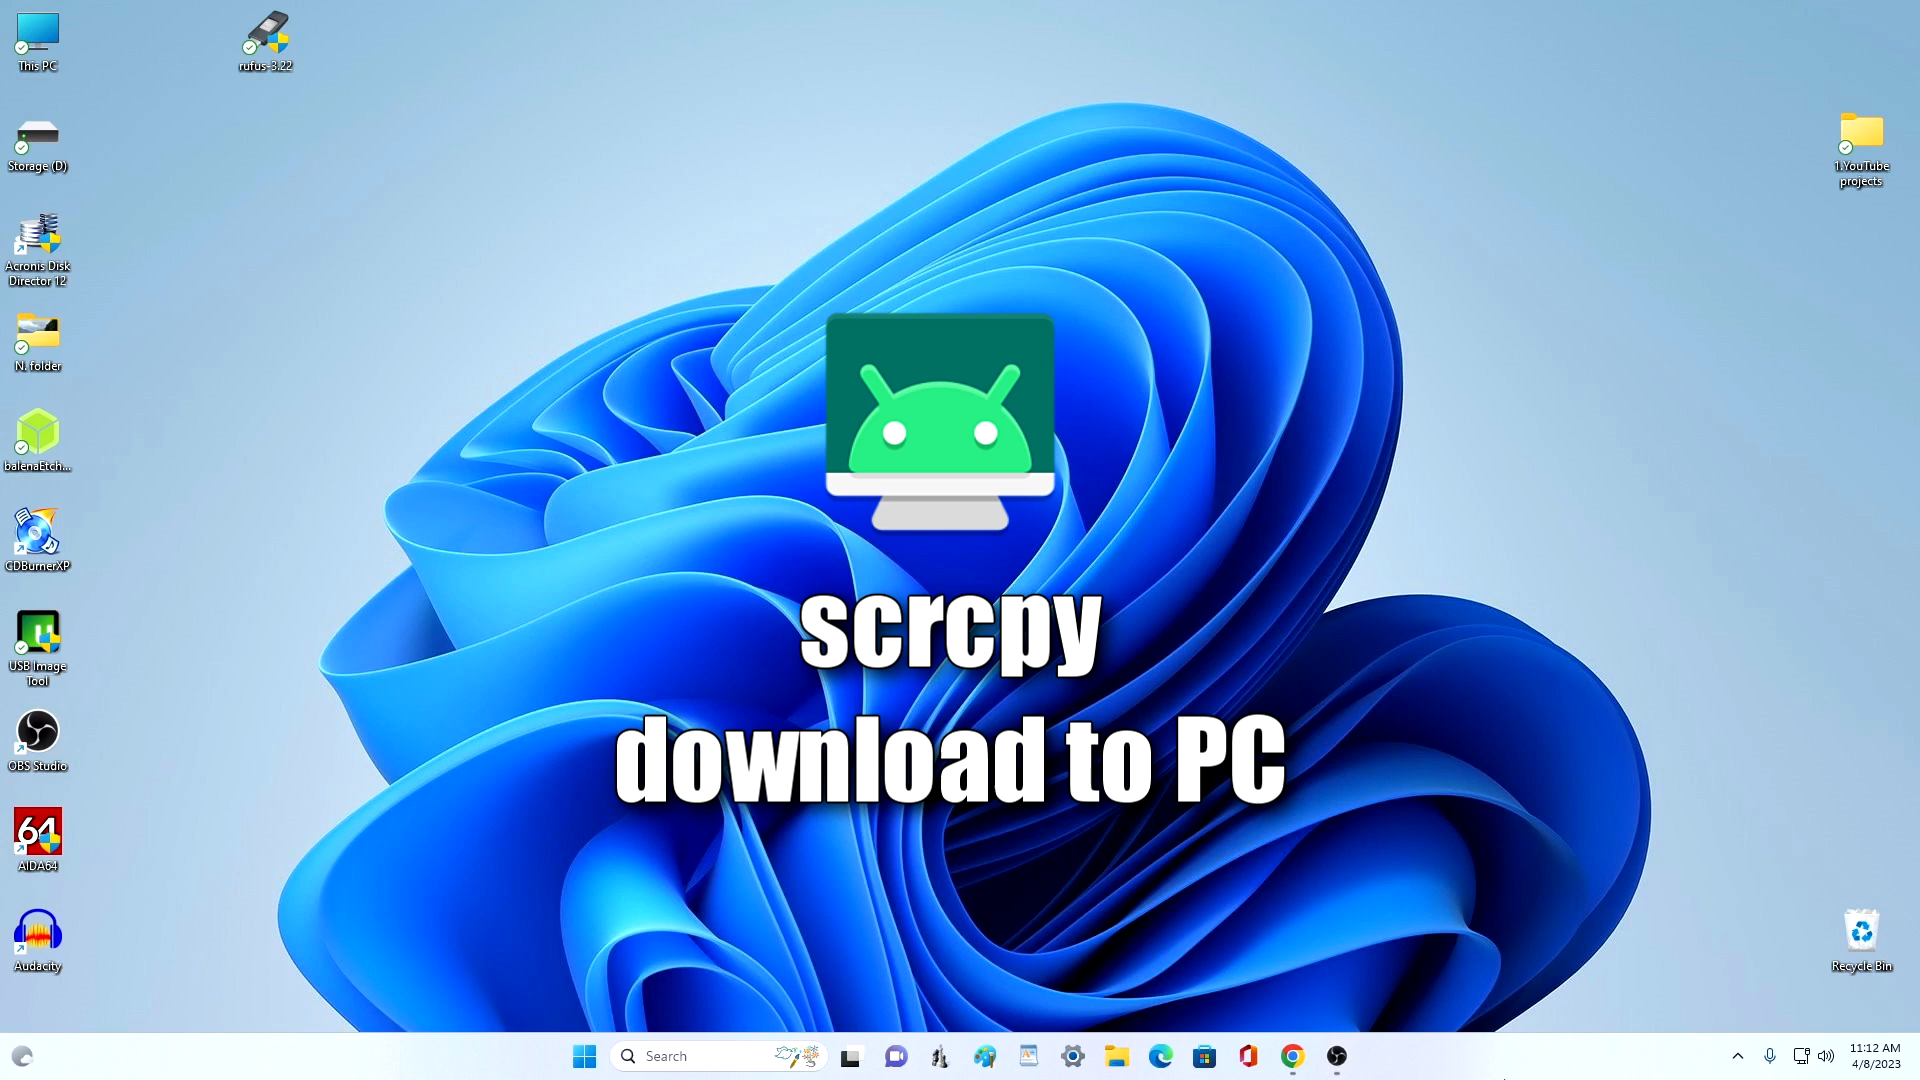 This PC
rufus-3.22
Storage (D)
Acronis Disk
Director 12
N. folder
balenaEtch...
CDBurnerXP
USB Image
Tool
OBS Studio
64
AIDA64
Audacity
1.YouTube
projects
Recycle Bin
scrcpy
download to PC
Search
11:12 AM
4/8/2023